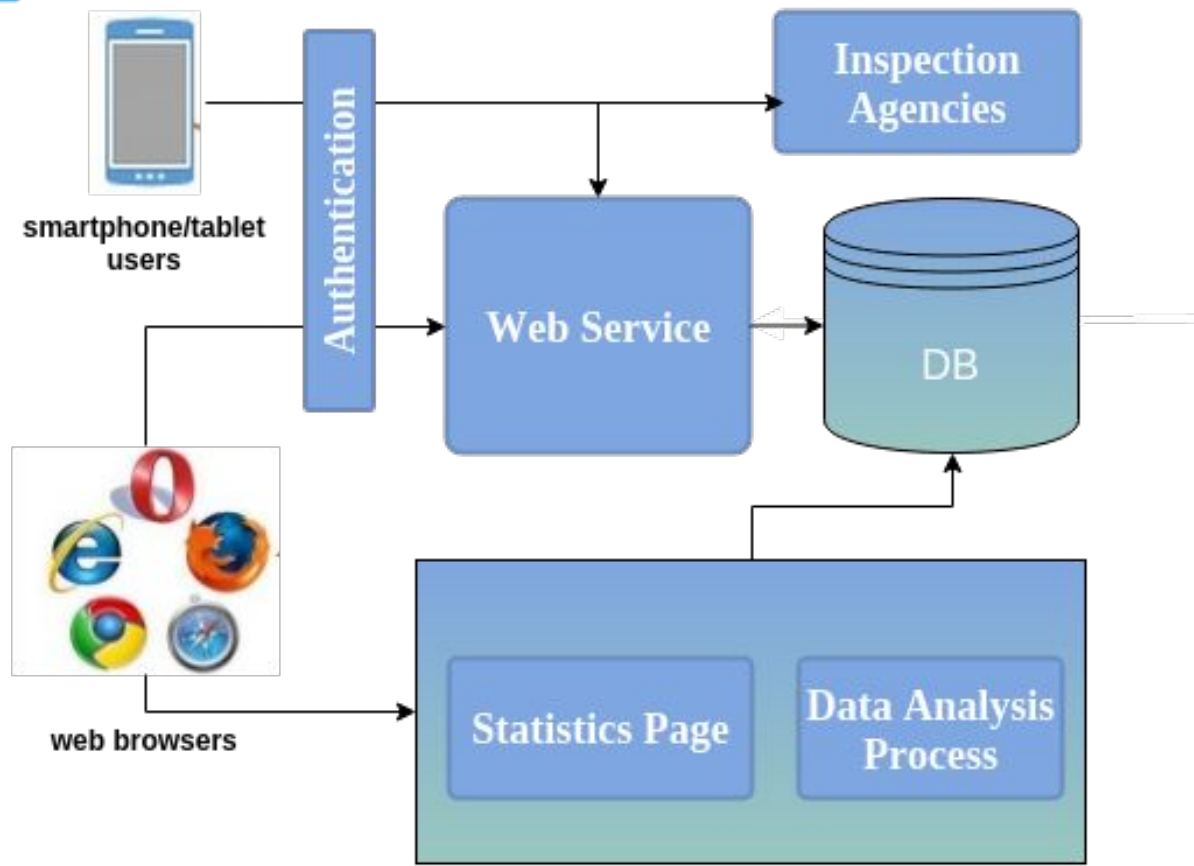 Inspection
Agencies
smartphone/tablet
users
Authentication
Web Service
DB
web browsers
Statistics Page
Data Analysis
Process